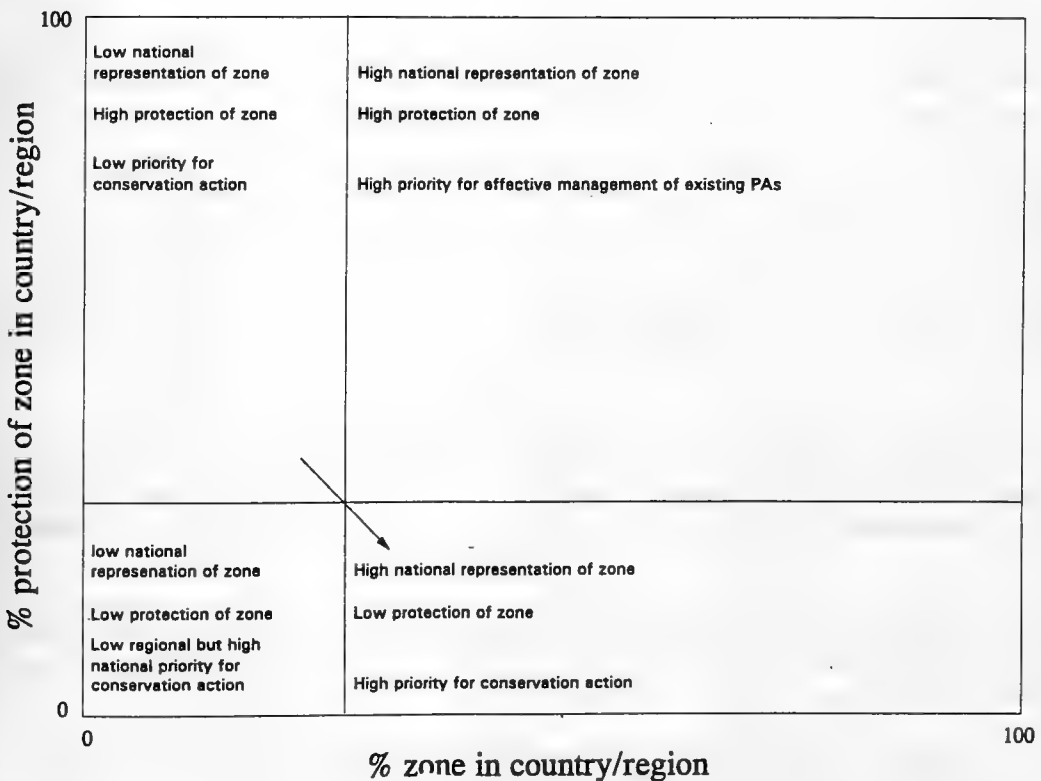 100
Low national
representation of zone
High protection of zone
Low priority for
conservation action
High national representation of zone
High protection of zone
High priority for effective management of existing PAs
% protection of zone in country/region
low national
represenation of zone
Low protection of zone
Low regional but high
national priority for
conservation action
High national representation of zone
Low protection of zone
High priority for conservation action
0
0
100
% zone in country/region